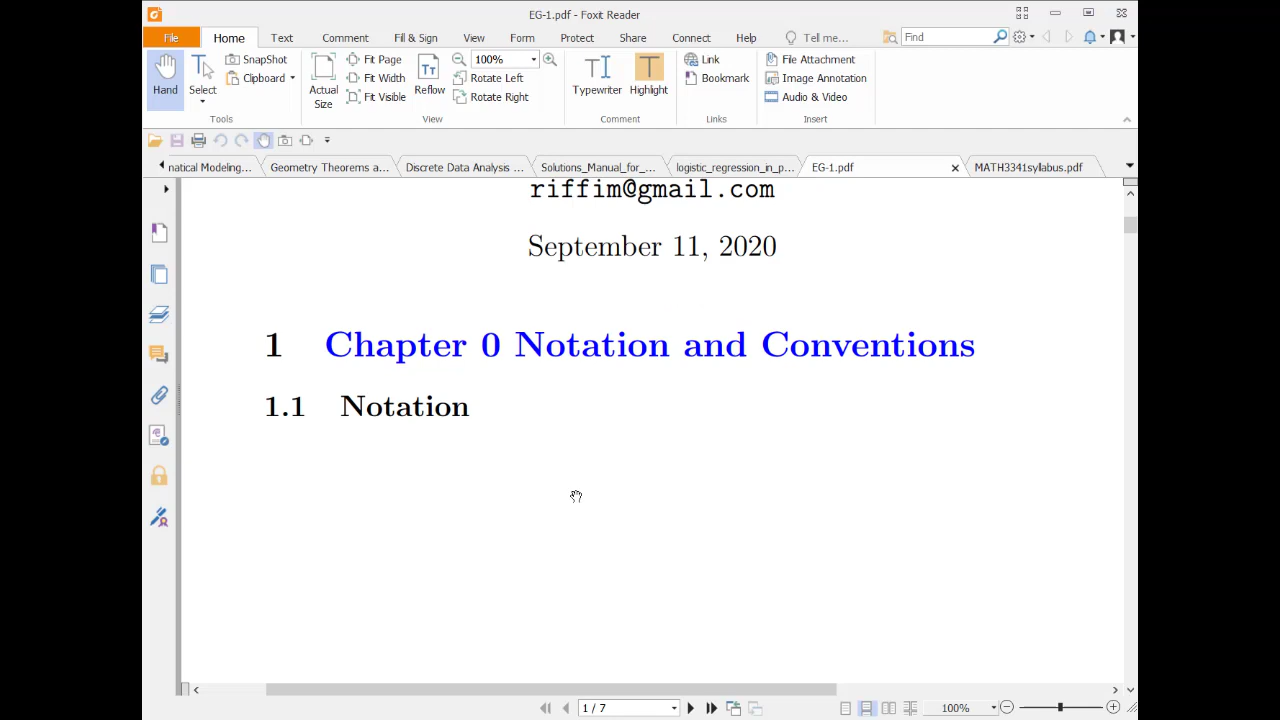 EG-1.pdf - Foxit Reader
File Home Text Comment Fill & Sign View Form Protect Share Connect Help Tell me... Find
Hand
Select
SnapShot
Clipboard
Tools
Actual
Size
Fit Page
Fit Width
Fit Visible
Reflow
100%
Rotate Left
Rotate Right
View
Typewriter
Highlight
Comment
Link
Bookmark
Links
File Attachment
Image Annotation
Audio & Video
Insert
natical Modeling... Geometry Theorems a... Discrete Data Analysis ... Solutions_Manual_for_... logistic_regression_in_p... EG-1.pdf MATH3341syllabus.pdf
riffim@gmail.com
September 11, 2020
1 Chapter 0 Notation and Conventions
1.1 Notation
1 / 7
100%